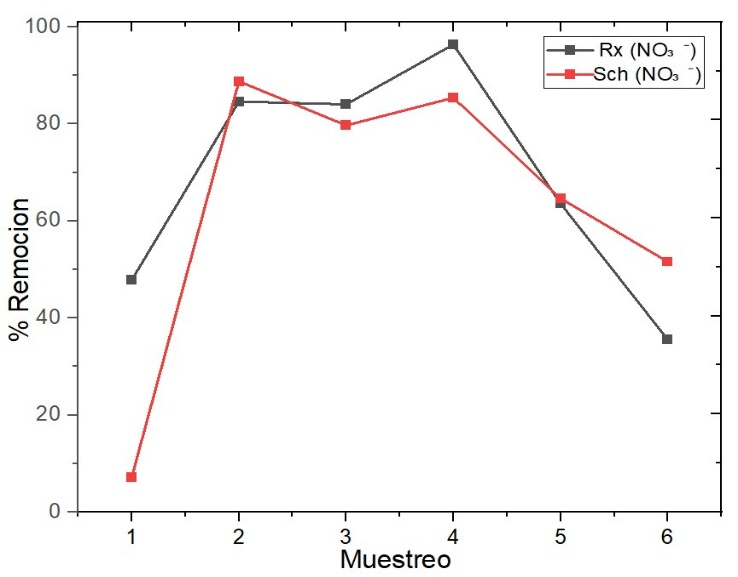 100
80
60
40
20
0
% Remocion
Rx (NO₃ ⁻)
Sch (NO₃ ⁻)
1 2 3 4 5 6
Muestreo